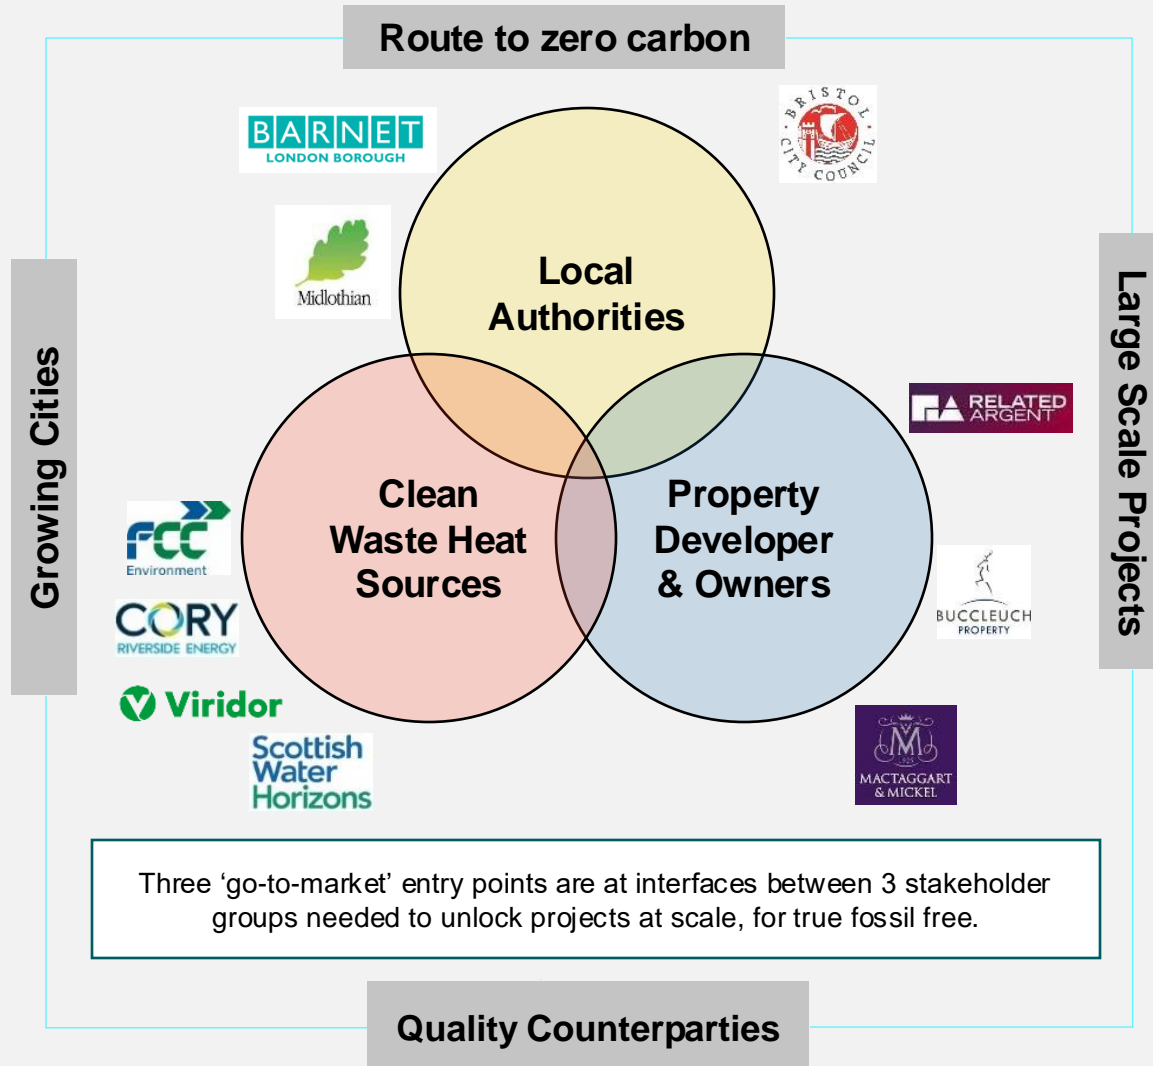 Route to zero carbon
BARNET
LONDON BOROUGH
BRISTOL
CITY COUNCIL
Midlothian
Local
Authorities
Growing Cities
Large Scale Projects
RELATED
ARGENT
Clean
Waste Heat
Sources
Property
Developer
& Owners
FCC
Environment
CORY
RIVERSIDE ENERGY
BUCCLEUCH
PROPERTY
Viridor
Scottish
Water
Horizons
M
MACTAGGART
& MICKEL
Three ‘go-to-market’ entry points are at interfaces between 3 stakeholder
groups needed to unlock projects at scale, for true fossil free.
Quality Counterparties